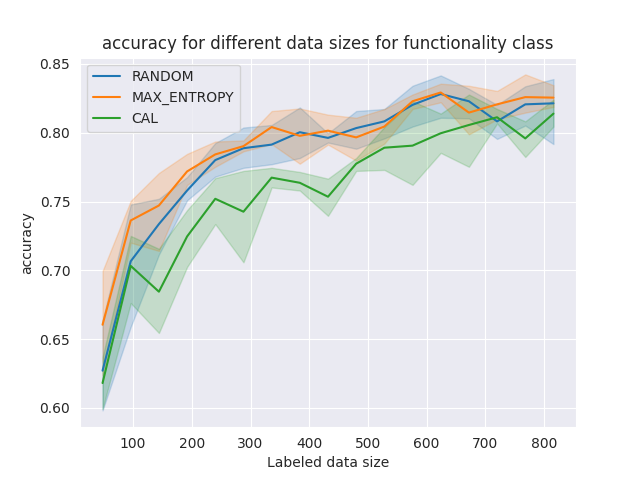 accuracy for different data sizes for functionality class
RANDOM
MAX_ENTROPY
CAL
accuracy
0.85
0.80
0.75
0.70
0.65
0.60
100 200 300 400 500 600 700 800
Labeled data size